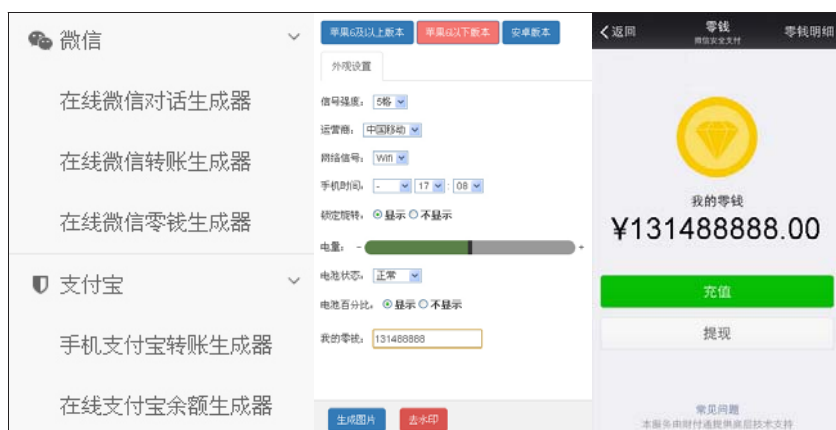 微信
在线微信对话生成器
在线微信转账生成器
在线微信零钱生成器
支付宝
手机支付宝转账生成器
在线支付宝余额生成器
苹果6及以上版本 苹果6以下版本 安卓版本
外观设置
信号强度： 5格
运营商： 中国移动
网络信号： Wifi
手机时间： - 17 : 08
锁定旋转： 显示 不显示
电量： - +
电池状态： 正常
电池百分比： 显示 不显示
我的零钱： 131488888
生成图片 去水印
返回 零钱 零钱明细
微信安全支付
我的零钱
¥131488888.00
充值
提现
常见问题
本服务由财付通提供底层技术支持